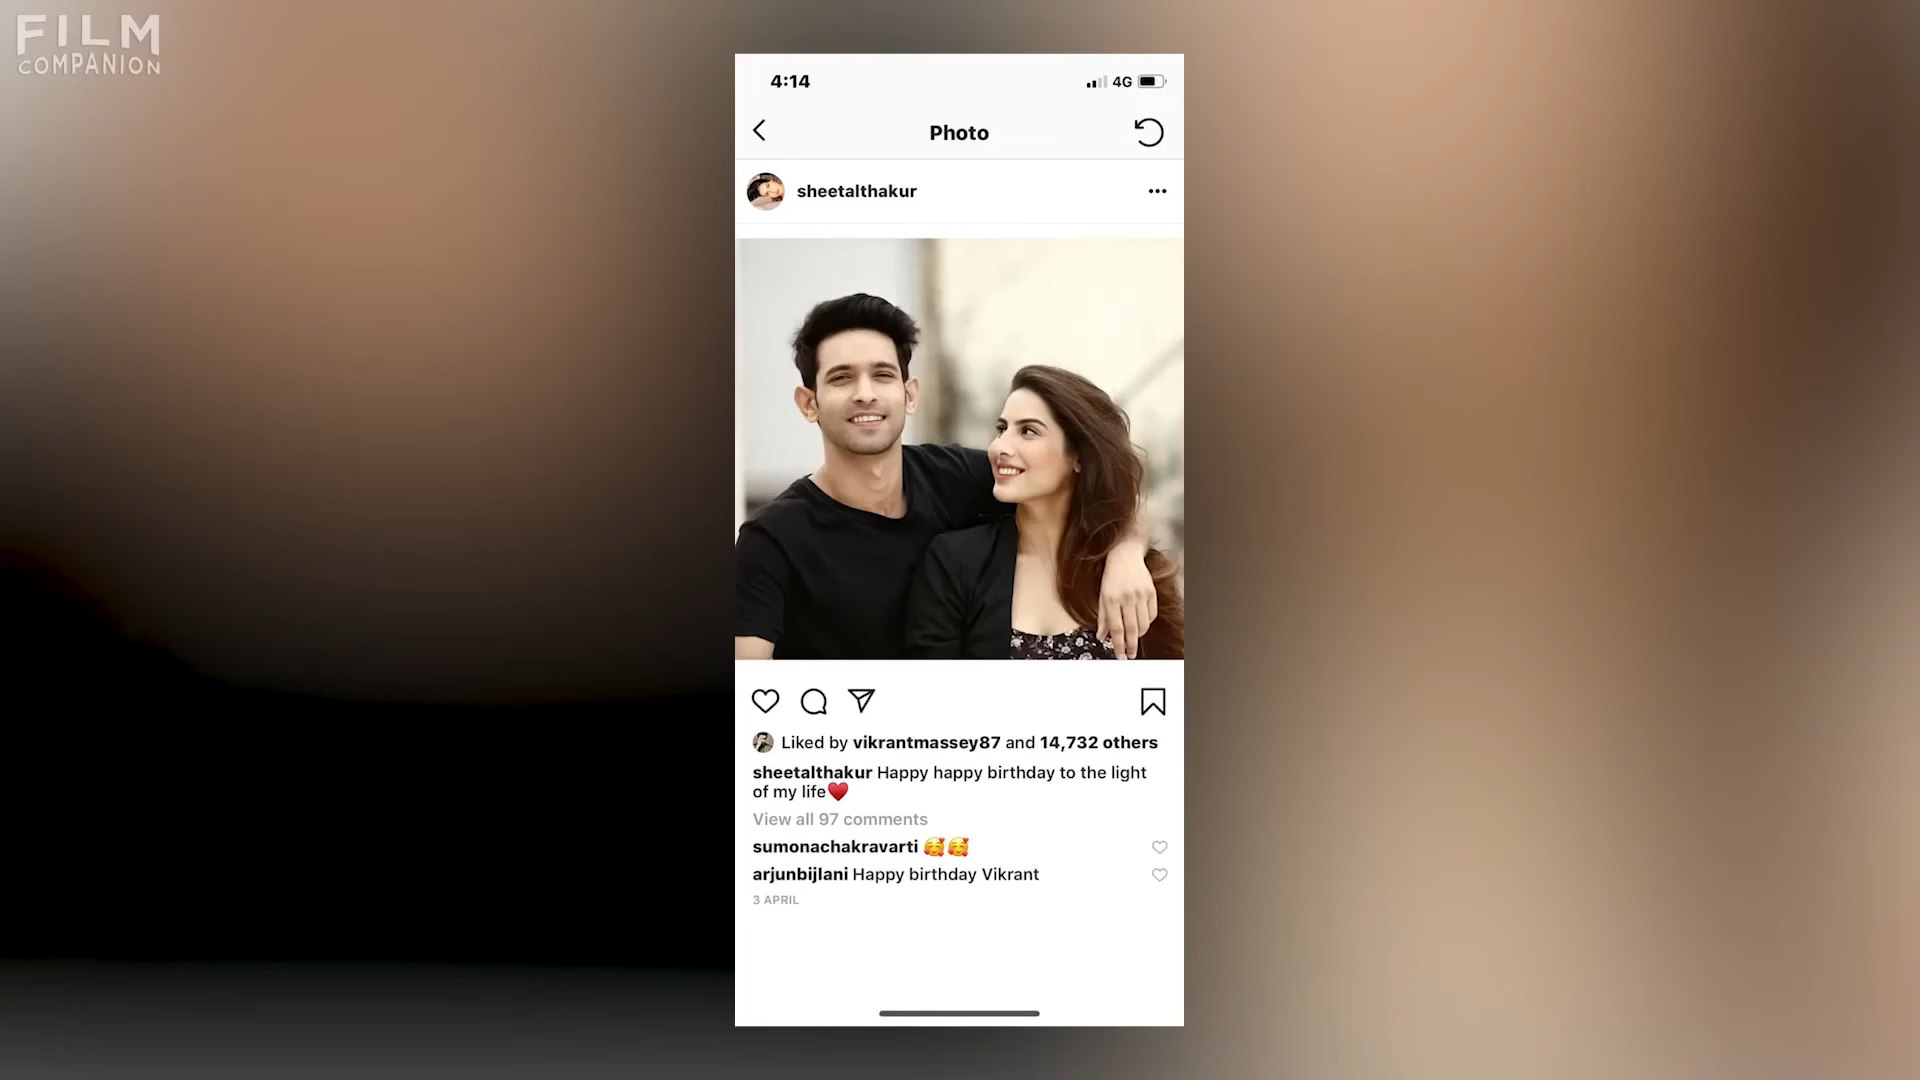 FILM
COMPANION
4:14
4G
Photo
sheetalthakur
Liked by vikrantmassey87 and 14,732 others
sheetalthakur Happy happy birthday to the light
of my life♥️
View all 97 comments
sumonachakravarti 🥰🥰
arjunbijlani Happy birthday Vikrant
3 APRIL